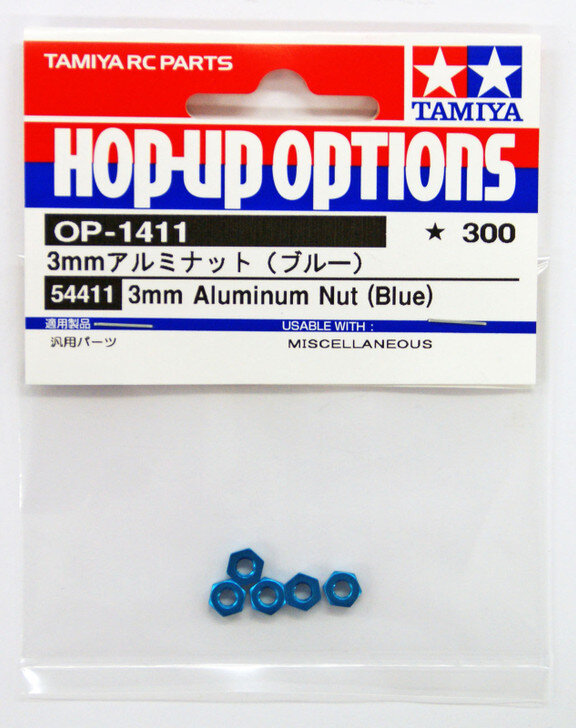 TAMIYA RC PARTS
TAMIYA
HOP-UP OPTIONS
OP-1411 ★ 300
3mmアルミナット（ブルー）
54411 3mm Aluminum Nut (Blue)
適用製品 USABLE WITH :
汎用パーツ MISCELLANEOUS